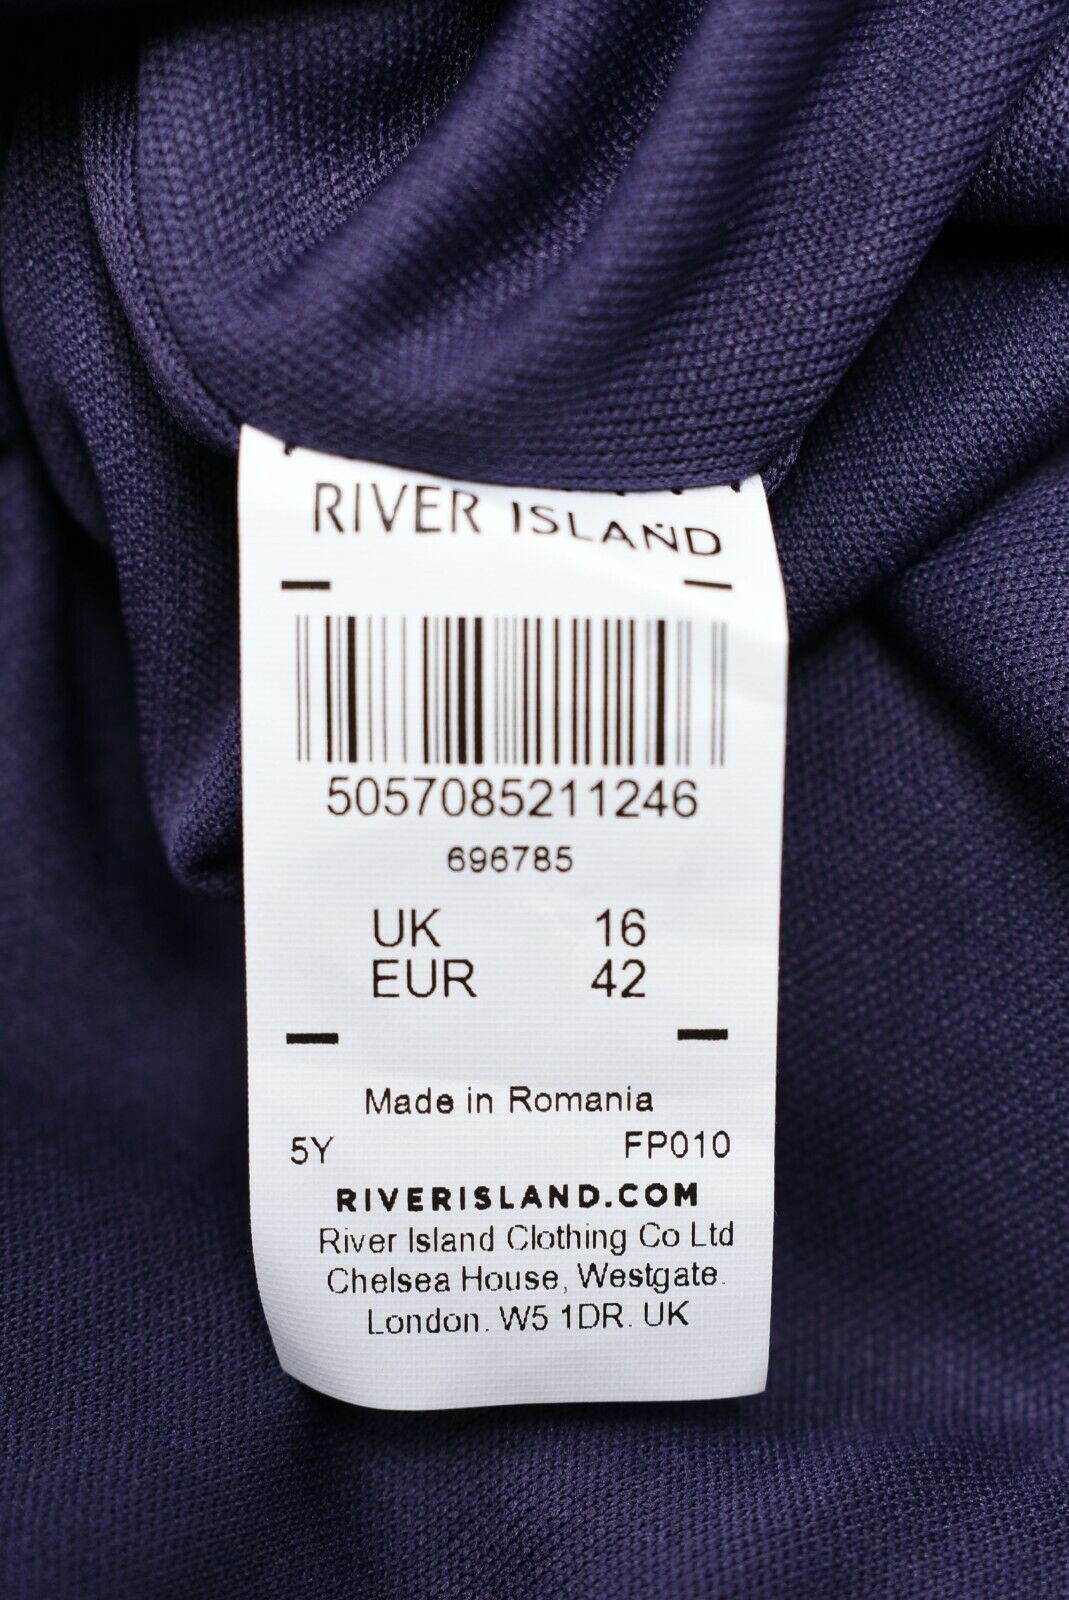 RIVER ISLAND
5057085211246
696785
UK 16
EUR 42
Made in Romania
5Y FP010
RIVERISLAND.COM
River Island Clothing Co Ltd
Chelsea House, Westgate.
London. W5 1DR. UK